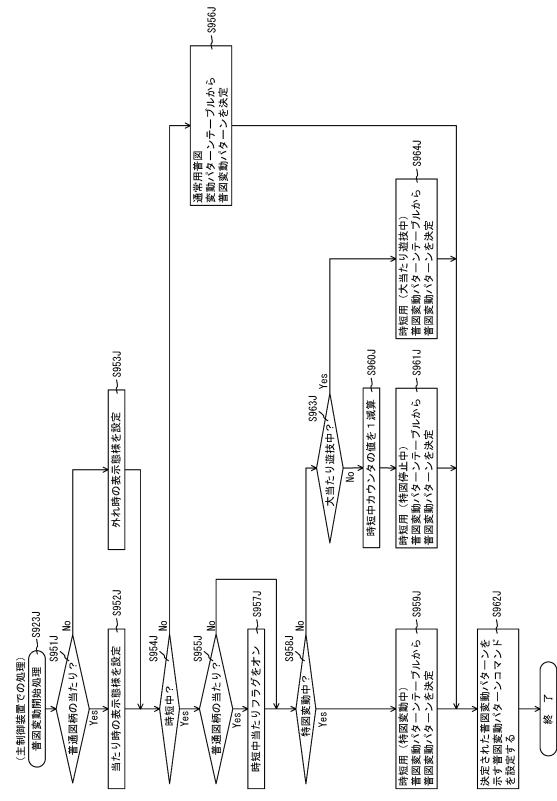 (主制御装置での処理)
普図変動開始処理
S923J
普通図柄の当たり?
S951J
Yes
No
当たり時の表示態様を設定
S952J
外れ時の表示態様を設定
S953J
時短中?
S954J
Yes
No
普通図柄の当たり?
S955J
Yes
No
通常用普図
変動パターンテーブルから
普図変動パターンを決定
S956J
時短中当たりフラグをオン
S957J
特図変動中?
S958J
Yes
No
大当たり遊技中?
S963J
Yes
No
時短中カウンタの値を1減算
S960J
時短用(特図変動中)
普図変動パターンテーブルから
普図変動パターンを決定
S959J
時短用(特図停止中)
普図変動パターンテーブルから
普図変動パターンを決定
S961J
時短用(大当たり遊技中)
普図変動パターンテーブルから
普図変動パターンを決定
S964J
決定された普図変動パターンを
示す普図変動パターンコマンド
を設定する
S962J
終了